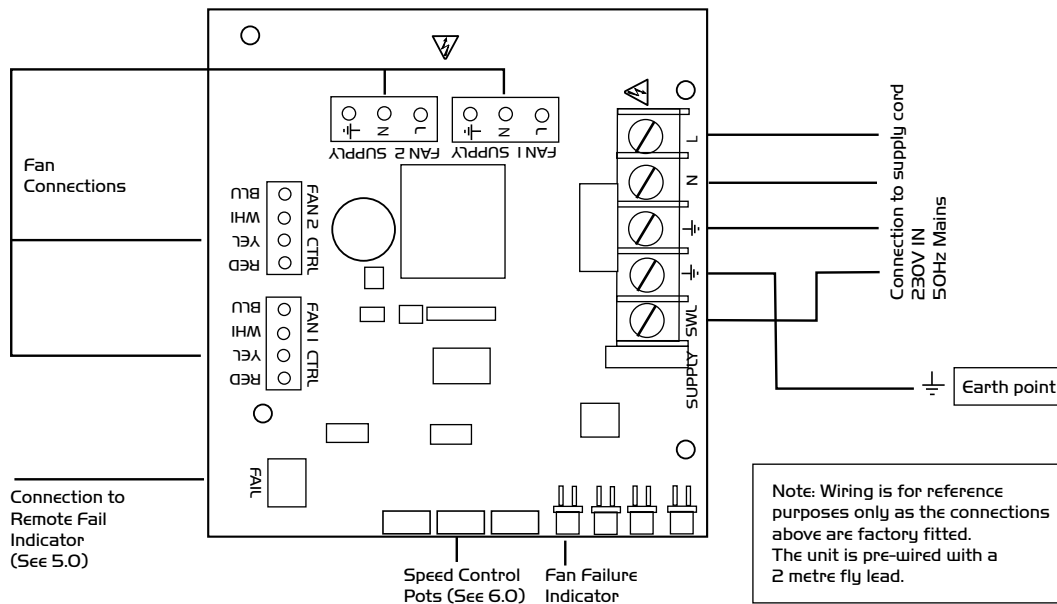 Fan
Connections
⏚ N L
FAN 2 SUPPLY
⏚ N L
FAN 1 SUPPLY
BLU
WHI
YEL
RED
FAN 2 CTRL
BLU
WHI
YEL
RED
FAN 1 CTRL
FAIL
L
N
⏚
⏚
SWL
SUPPLY
Connection to supply cord
230V IN
50Hz Mains
Earth point
Connection to
Remote Fail
Indicator
(See 5.0)
Speed Control
Pots (See 6.0)
Fan Failure
Indicator
Note: Wiring is for reference
purposes only as the connections
above are factory fitted.
The unit is pre-wired with a
2 metre fly lead.